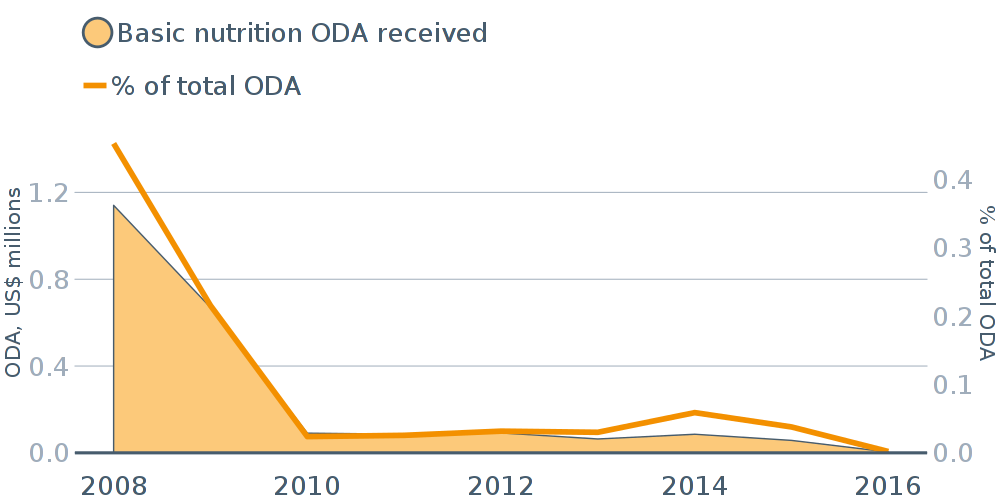 Basic nutrition ODA received
% of total ODA
ODA, US$ millions
1.2
0.8
0.4
0.0
0.4
0.3
0.2
0.1
0.0
% of total ODA
2008 2010 2012 2014 2016